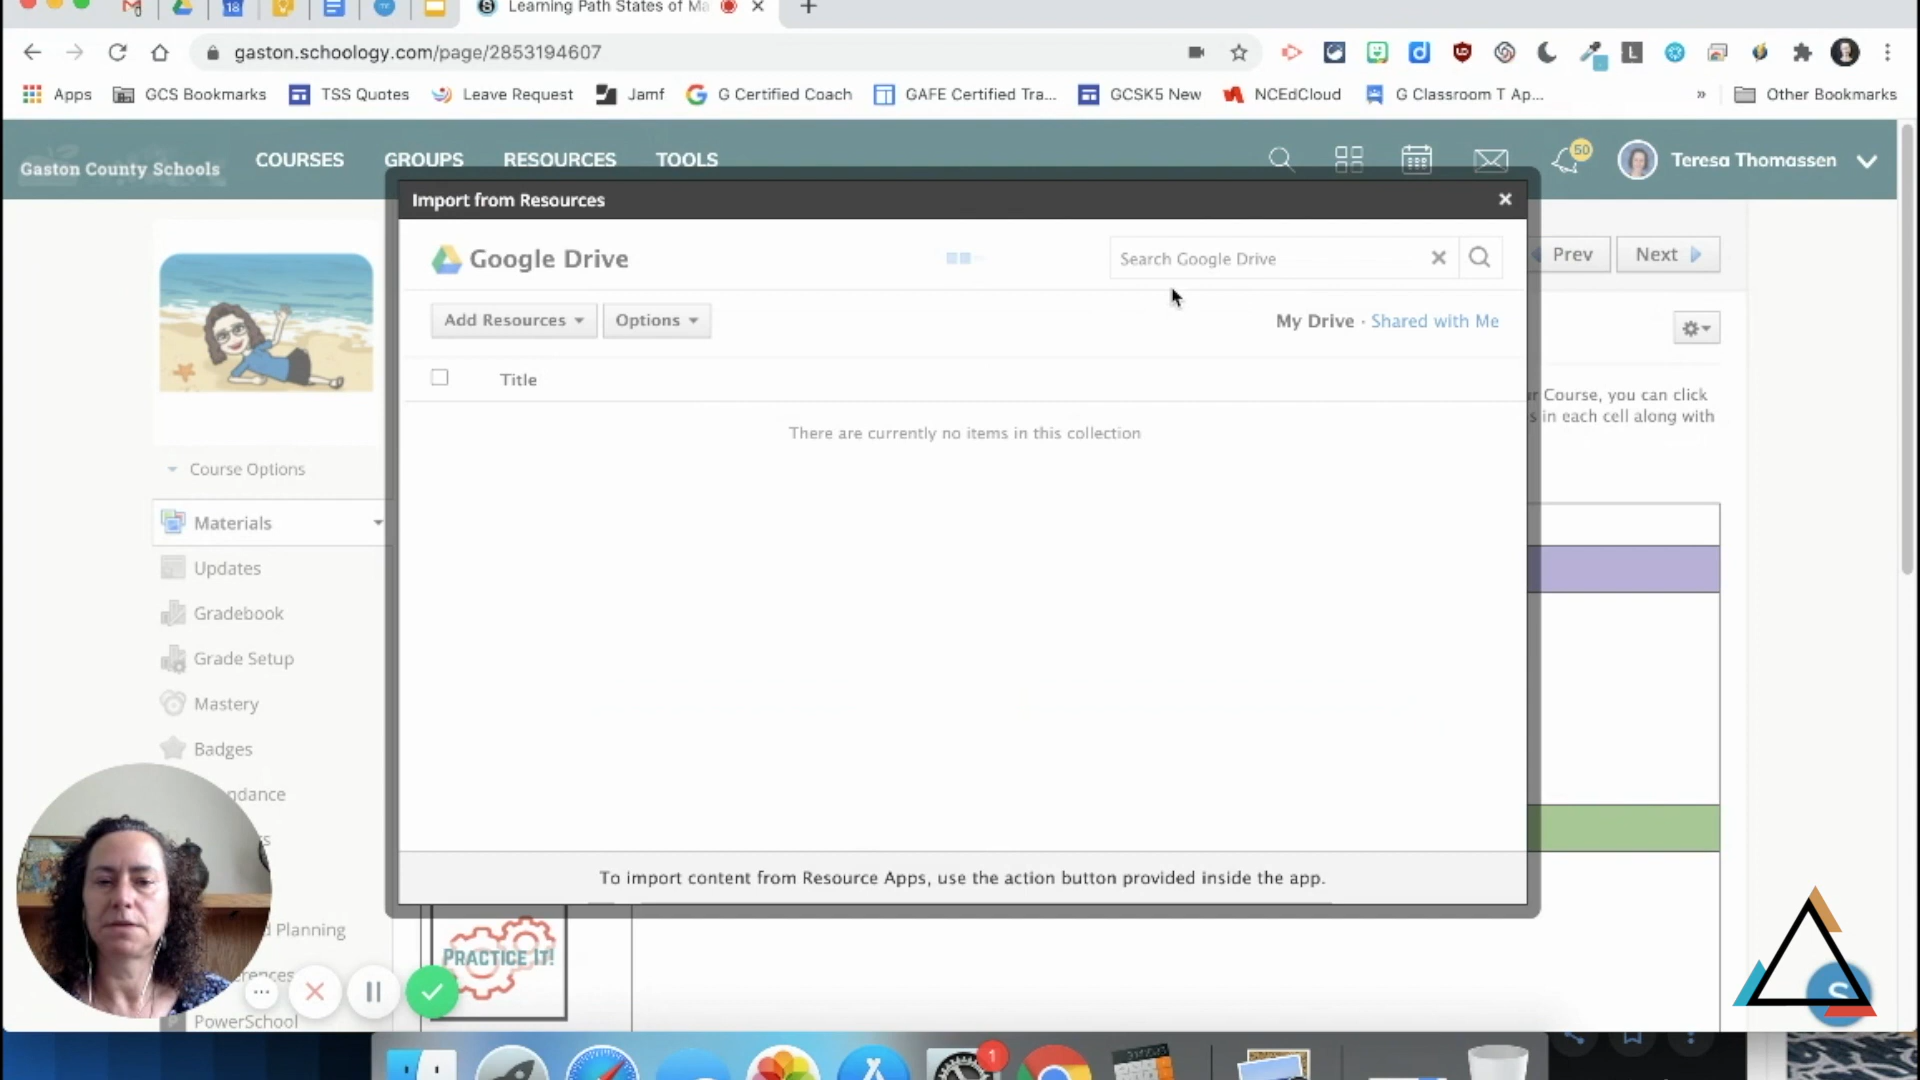 18
Learning Path States of Ma
gaston.schoology.com/page/2853194607
Apps
GCS Bookmarks
TSS Quotes
Leave Request
Jamf
G Certified Coach
GAFE Certified Tra...
GCSK5 New
NCEdCloud
G Classroom T Ap...
»
Other Bookmarks
Gaston County Schools
COURSES
GROUPS
RESOURCES
TOOLS
50
Teresa Thomassen
Import from Resources
Google Drive
Search Google Drive
Prev
Next
Add Resources
Options
My Drive · Shared with Me
Title
There are currently no items in this collection
r Course, you can click
s in each cell along with
Course Options
Materials
Updates
Gradebook
Grade Setup
Mastery
Badges
ndance
s
d Planning
rences
PowerSchool
To import content from Resource Apps, use the action button provided inside the app.
PRACTICE IT!
S
1